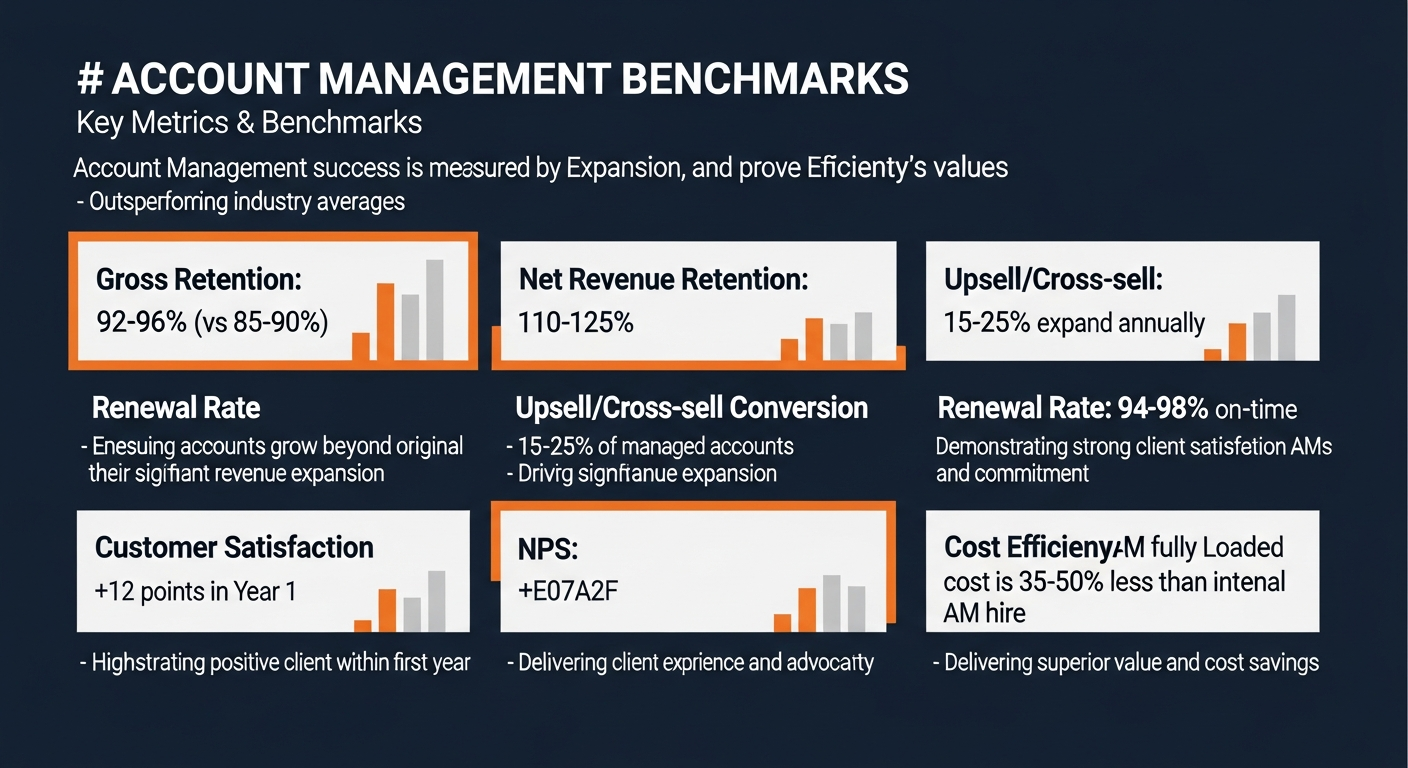 # ACCOUNT MANAGEMENT BENCHMARKS
Key Metrics & Benchmarks
Account Management success is measured by Expansion, and prove Eficienty's values
- Outsperfomring industry averages
Gross Retention:
92-96% (vs 85-90%)
Net Revenue Retention:
110-125%
Upsell/Cross-sell:
15-25% expand annually
Renewal Rate
- Enesuing accounts grow beyond original
their sigifiant revenue expansion
Upsell/Cross-sell Conversion
- 15-25% of managed accounts
- Drivirg signftanue expansion
Renewal Rate: 94-98% on-time
Demonstrating strong client satisfetion AMs
and commitment
Customer Satisfaction
+12 points in Year 1
- Highstrating positive client within first year
NPS:
+E07A2F
- Delivering client exprience and advocaity
Cost Efficieny/-M fully Loaded
cost is 35-50% less than intenal
AM hire
- Delivering superior value and cost savings